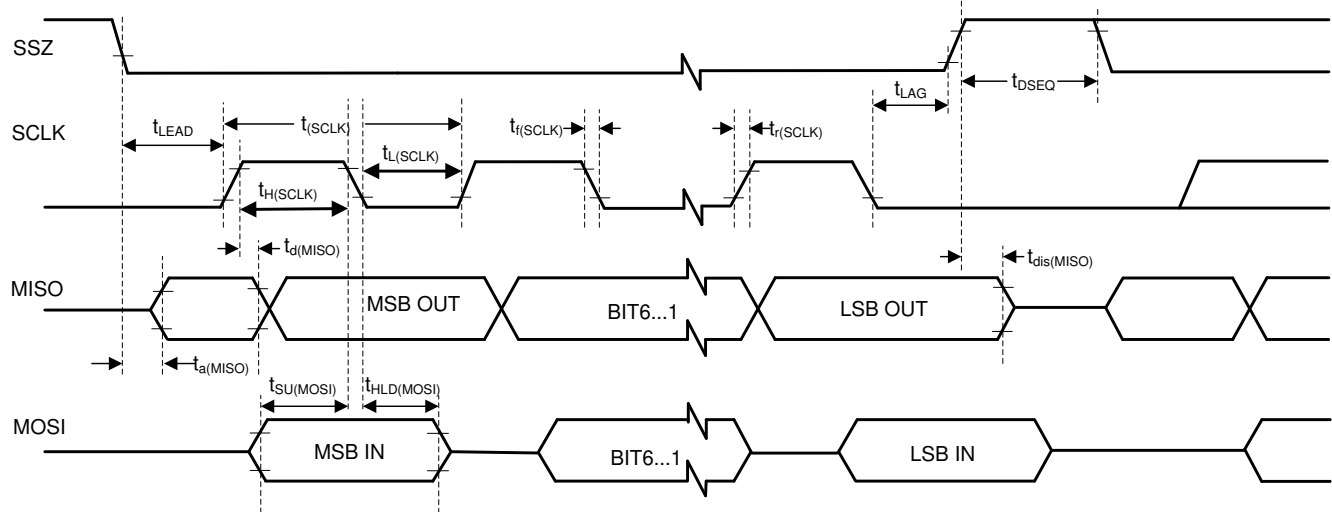 SSZ
tLAG
tDSEQ
SCLK
tLEAD
t(SCLK)
tf(SCLK)
tr(SCLK)
tL(SCLK)
tH(SCLK)
td(MISO)
tdis(MISO)
MISO
MSB OUT
BIT6...1
LSB OUT
ta(MISO)
tSU(MOSI)
tHLD(MOSI)
MOSI
MSB IN
BIT6...1
LSB IN